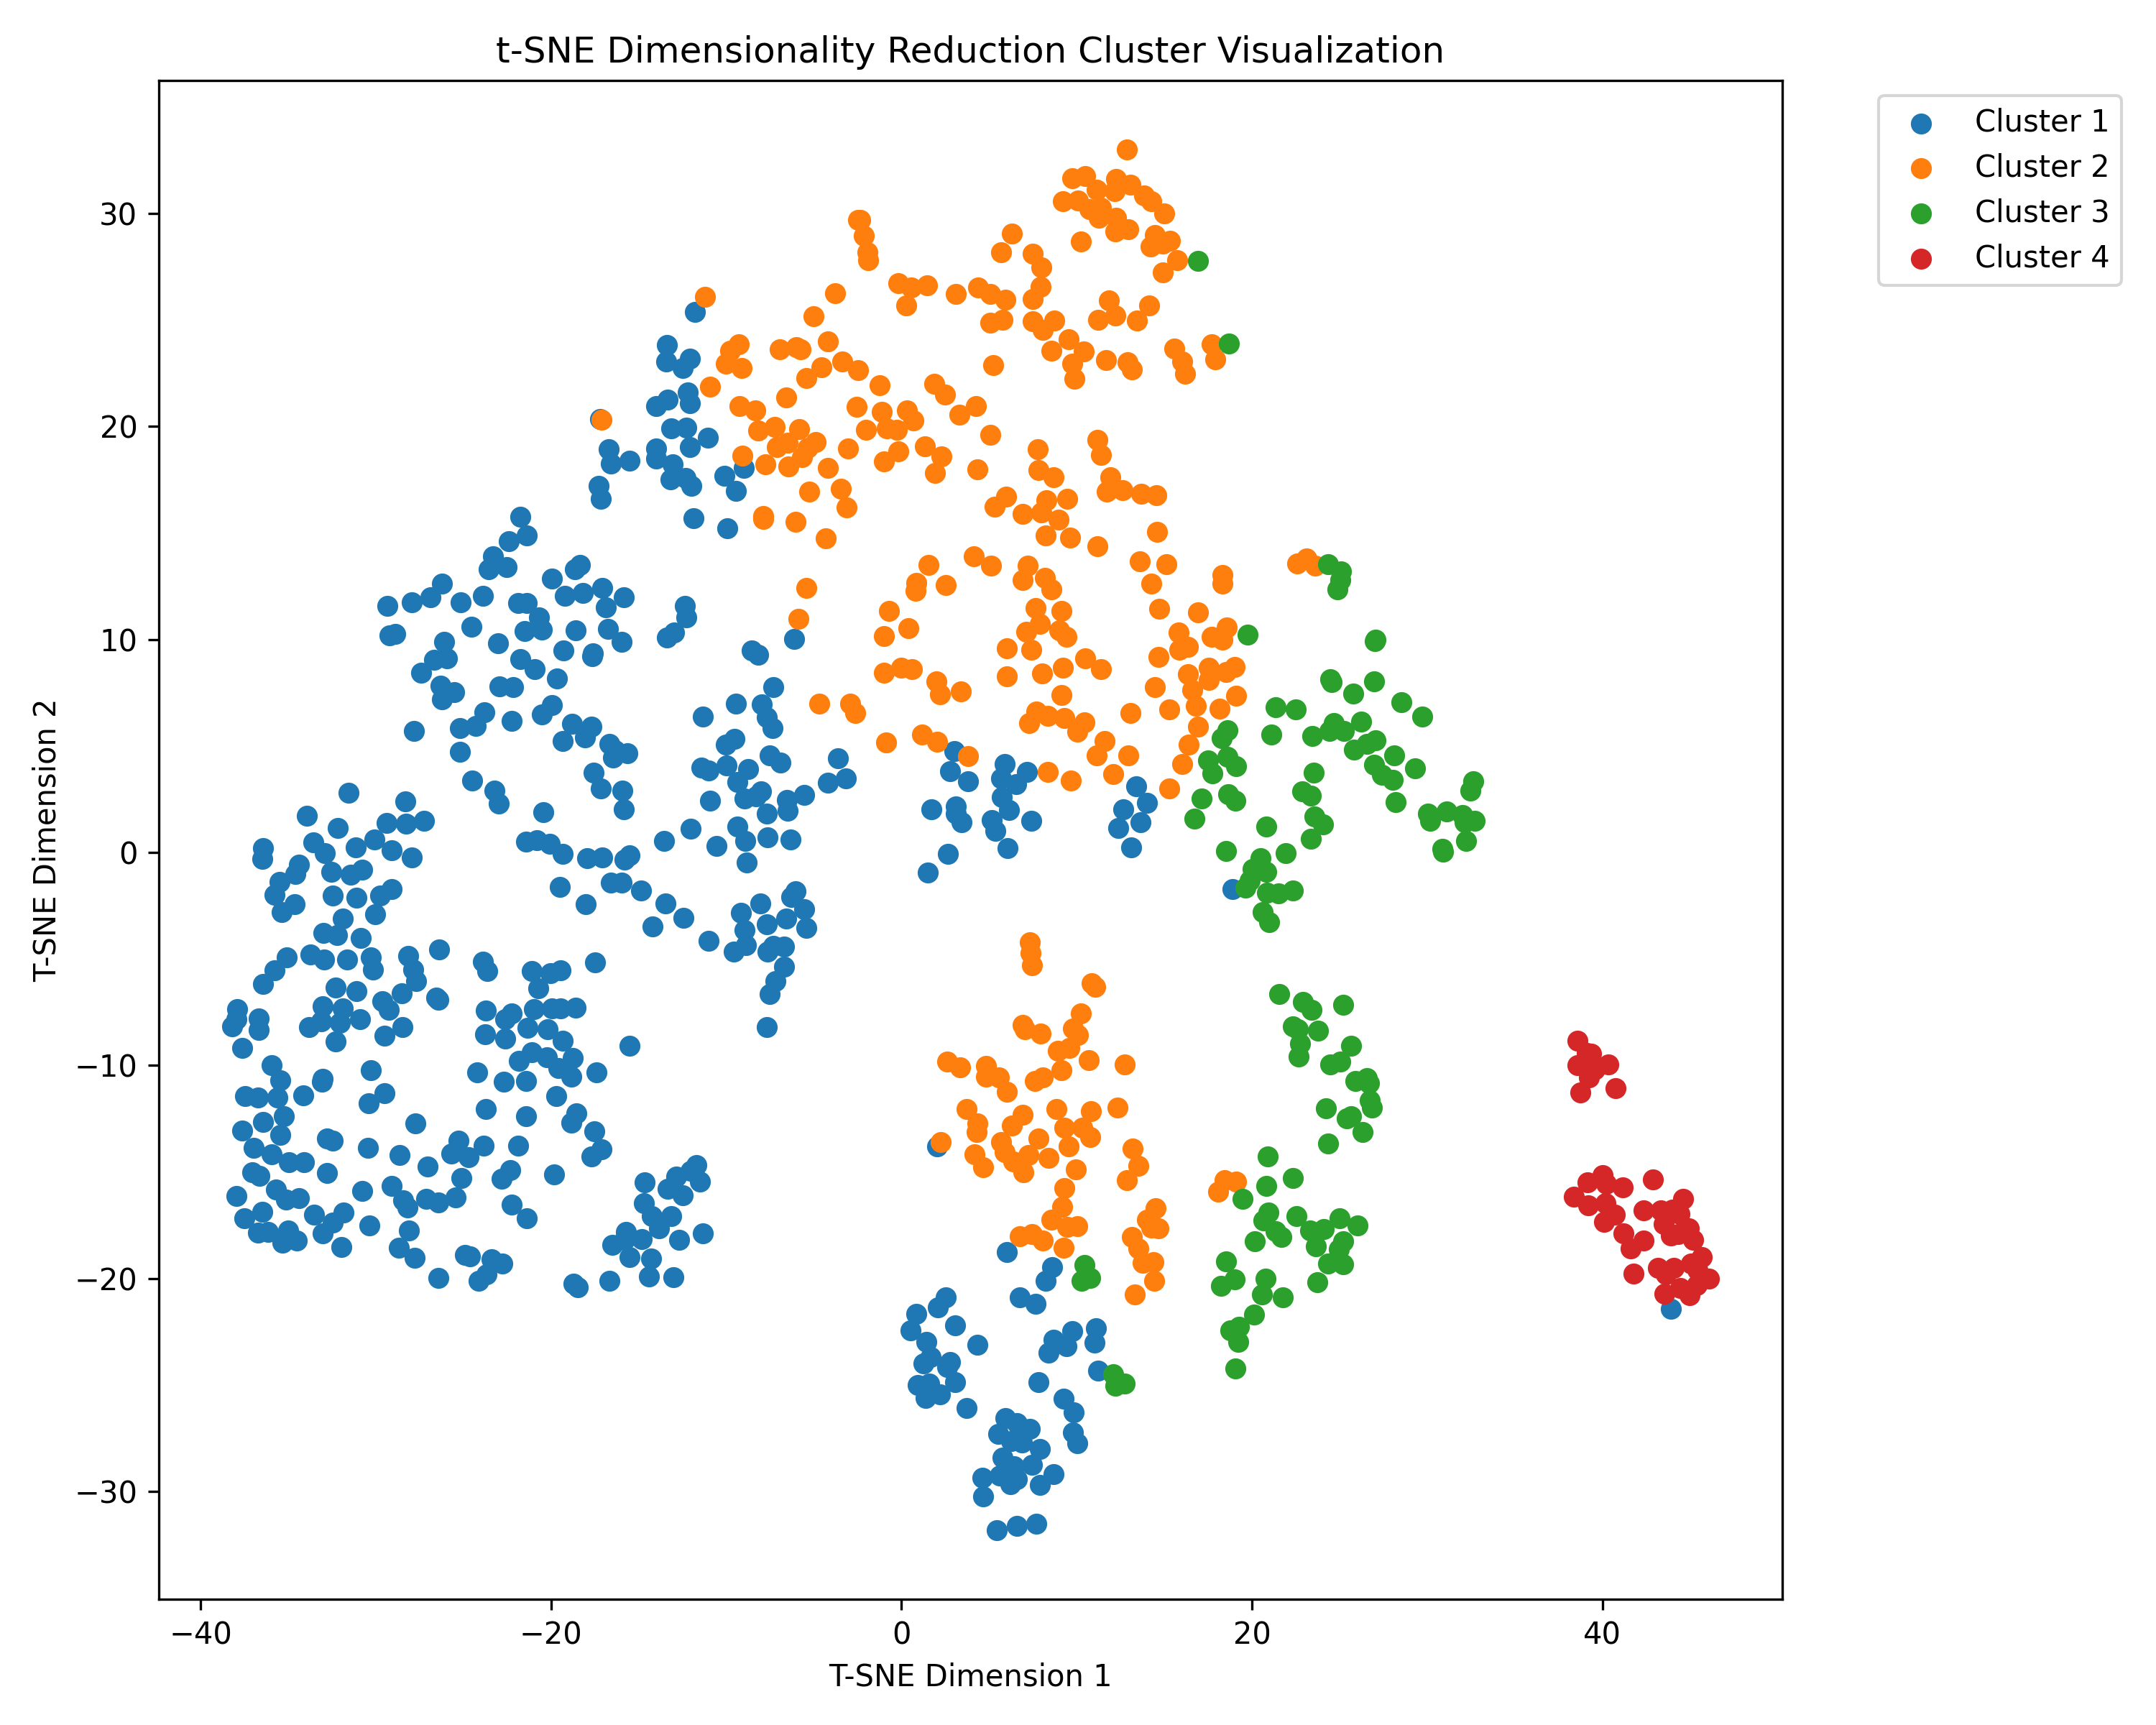 t-SNE Dimensionality Reduction Cluster Visualization
Cluster 1
Cluster 2
Cluster 3
Cluster 4
T-SNE Dimension 2
30
20
10
0
−10
−20
−30
−40 −20 0 20 40
T-SNE Dimension 1